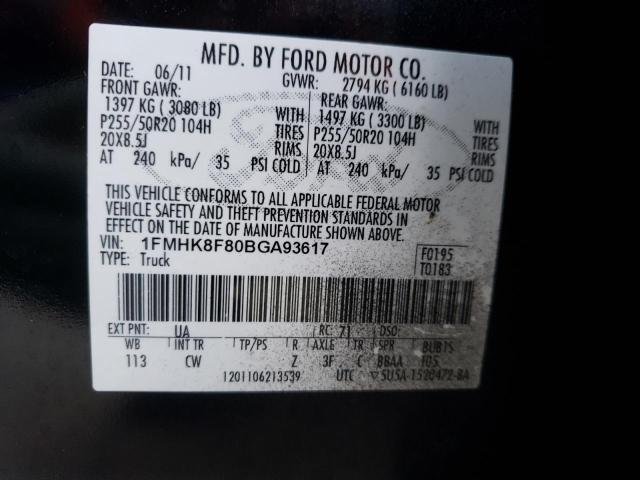 MFD. BY FORD MOTOR CO.
DATE: 06/11 GVWR: 2794 KG ( 6160 LB)
FRONT GAWR: REAR GAWR:
1397 KG ( 3080 LB) WITH 1497 KG ( 3300 LB) WITH
P255/50R20 104H TIRES P255/50R20 104H TIRES
20X8.5J RIMS 20X8.5J RIMS
AT 240 kPa/ 35 PSI COLD AT 240 kPa/ 35 PSI COLD
THIS VEHICLE CONFORMS TO ALL APPLICABLE FEDERAL MOTOR
VEHICLE SAFETY AND THEFT PREVENTION STANDARDS IN
EFFECT ON THE DATE OF MANUFACTURE SHOWN ABOVE.
VIN: 1FMHK8F80BGA93617 F0195
TYPE: Truck T0183
EXT PNT: UA RC: 71 DSO:
WB INT TR TP/PS R AXLE TR SPR
113 CW Z 3F C BBAA
1201106213539 UTC ▽5U5A-1520472-BA